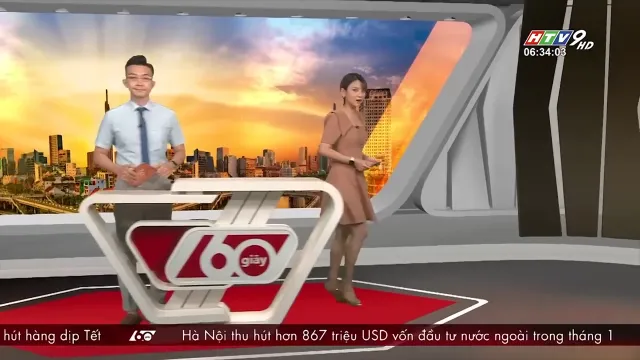 HTV9 HD
06:34:03
60
giây
hút hàng dịp Tết 60 Hà Nội thu hút hơn 867 triệu USD vốn đầu tư nước ngoài trong tháng 1